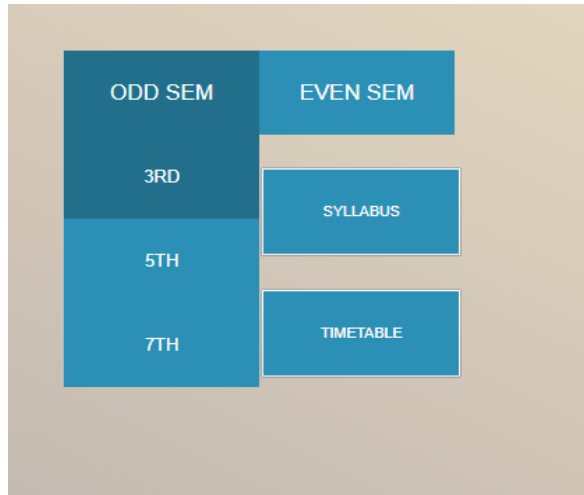 ODD SEM
EVEN SEM
3RD
SYLLABUS
5TH
TIMETABLE
7TH